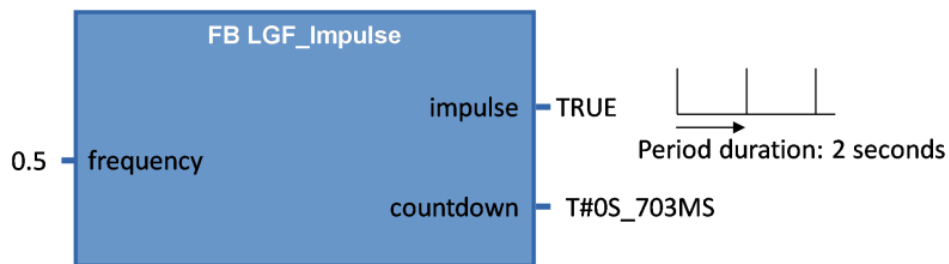 FB LGF_Impulse
impulse TRUE
Period duration: 2 seconds
0.5 frequency
countdown T#0S_703MS